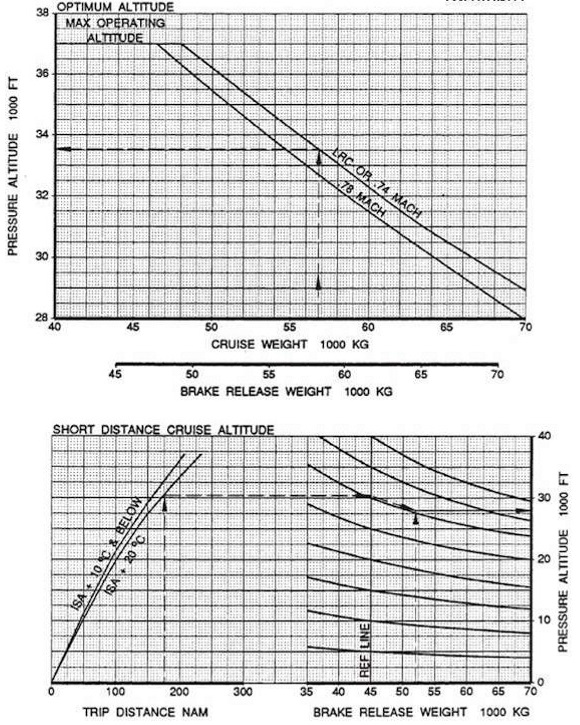 OPTIMUM ALTITUDE
MAX OPERATING
ALTITUDE
38
36
34
32
30
28
PRESSURE ALTITUDE 1000 FT
LRC OR .74 MACH
.78 MACH
40 45 50 55 60 65 70
CRUISE WEIGHT 1000 KG
45 50 55 60 65 70
BRAKE RELEASE WEIGHT 1000 KG
SHORT DISTANCE CRUISE ALTITUDE
ISA + 10 ºC & BELOW
ISA + 20 ºC
REF LINE
40
30
20
10
0
PRESSURE ALTITUDE 1000 FT
0 100 200 300 35 40 45 50 55 60 65 70
TRIP DISTANCE NAM BRAKE RELEASE WEIGHT 1000 KG